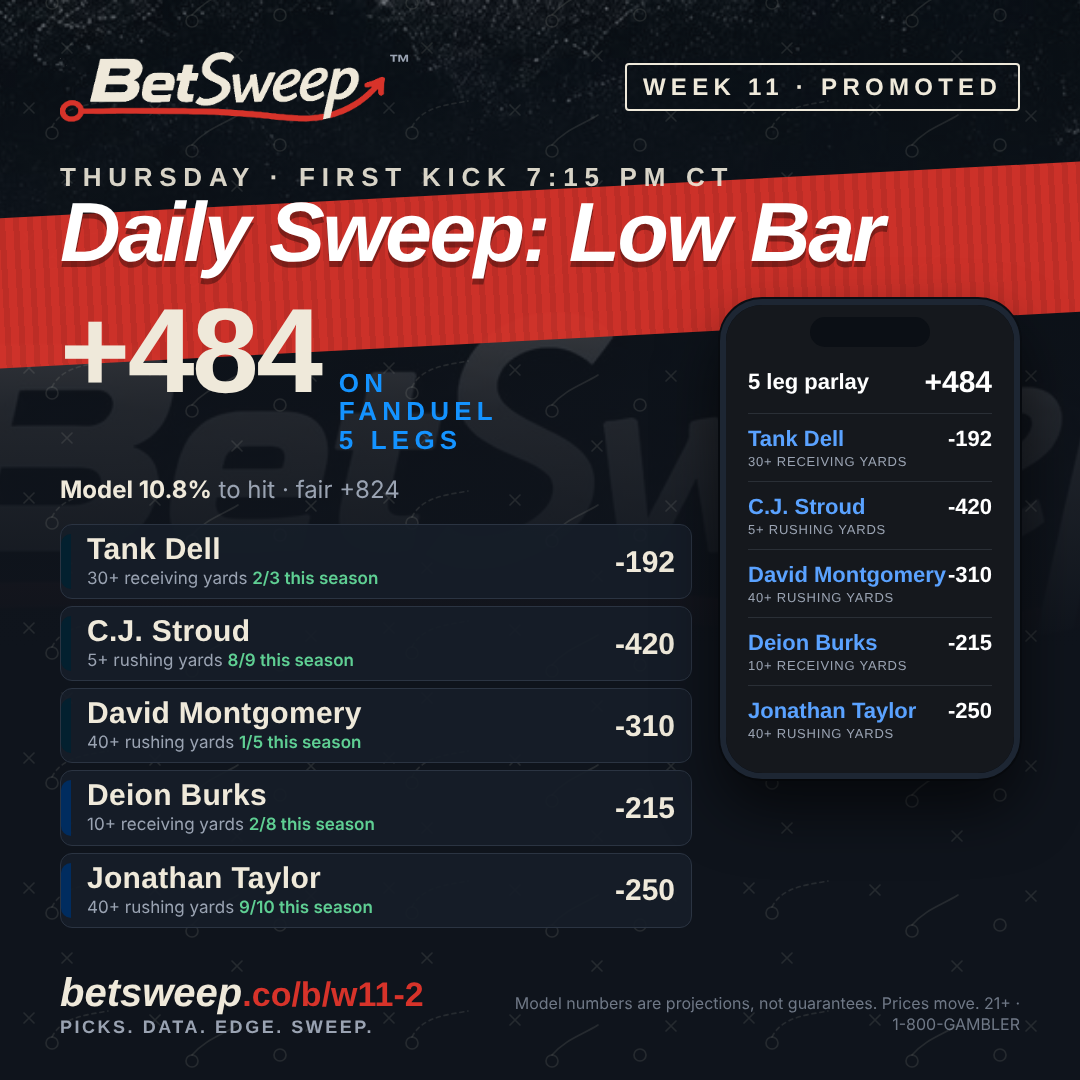 BetSweep™
WEEK 11 · PROMOTED
THURSDAY · FIRST KICK 7:15 PM CT
Daily Sweep: Low Bar
+484
ON
FANDUEL
5 LEGS
Model 10.8% to hit · fair +824
Tank Dell
30+ receiving yards 2/3 this season
-192
C.J. Stroud
5+ rushing yards 8/9 this season
-420
David Montgomery
40+ rushing yards 1/5 this season
-310
Deion Burks
10+ receiving yards 2/8 this season
-215
Jonathan Taylor
40+ rushing yards 9/10 this season
-250
5 leg parlay +484
Tank Dell -192
30+ RECEIVING YARDS
C.J. Stroud -420
5+ RUSHING YARDS
David Montgomery -310
40+ RUSHING YARDS
Deion Burks -215
10+ RECEIVING YARDS
Jonathan Taylor -250
40+ RUSHING YARDS
betsweep.co/b/w11-2
PICKS. DATA. EDGE. SWEEP.
Model numbers are projections, not guarantees. Prices move. 21+ ·
1-800-GAMBLER